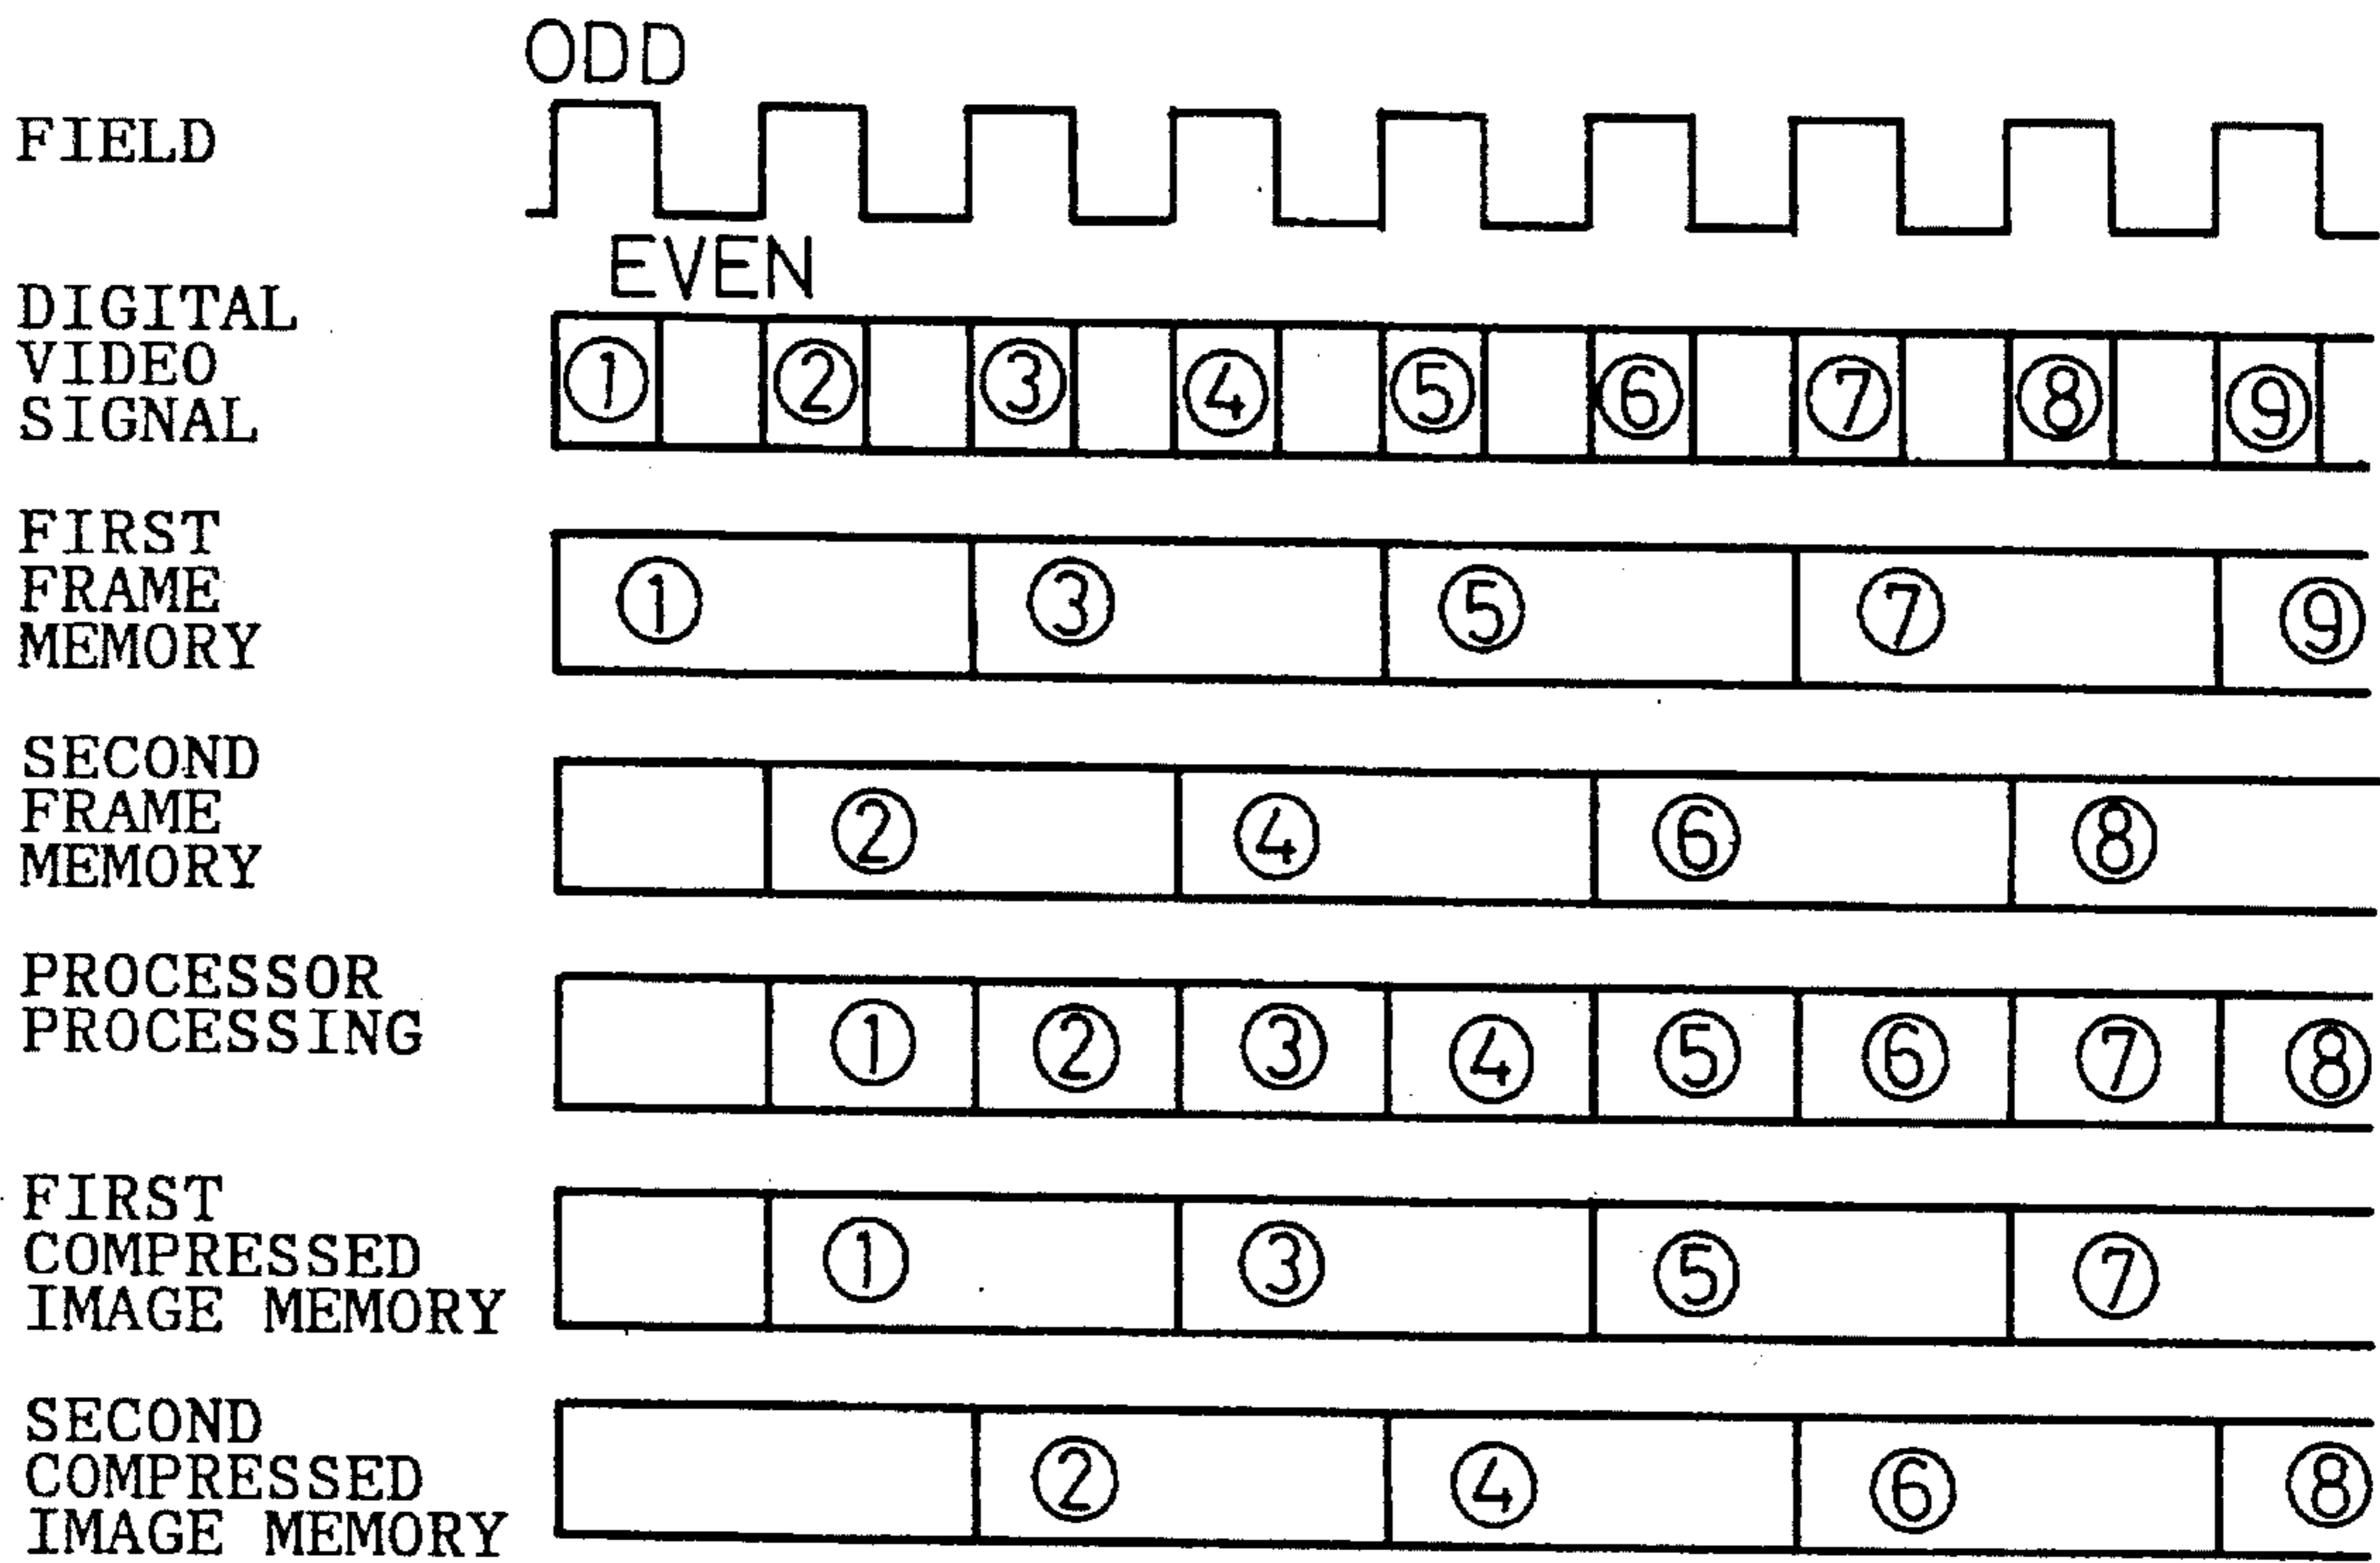 ODD
FIELD
EVEN
DIGITAL
VIDEO
SIGNAL
① ② ③ ④ ⑤ ⑥ ⑦ ⑧ ⑨
FIRST
FRAME
MEMORY
① ③ ⑤ ⑦ ⑨
SECOND
FRAME
MEMORY
② ④ ⑥ ⑧
PROCESSOR
PROCESSING
① ② ③ ④ ⑤ ⑥ ⑦ ⑧
FIRST
COMPRESSED
IMAGE MEMORY
① ③ ⑤ ⑦
SECOND
COMPRESSED
IMAGE MEMORY
② ④ ⑥ ⑧